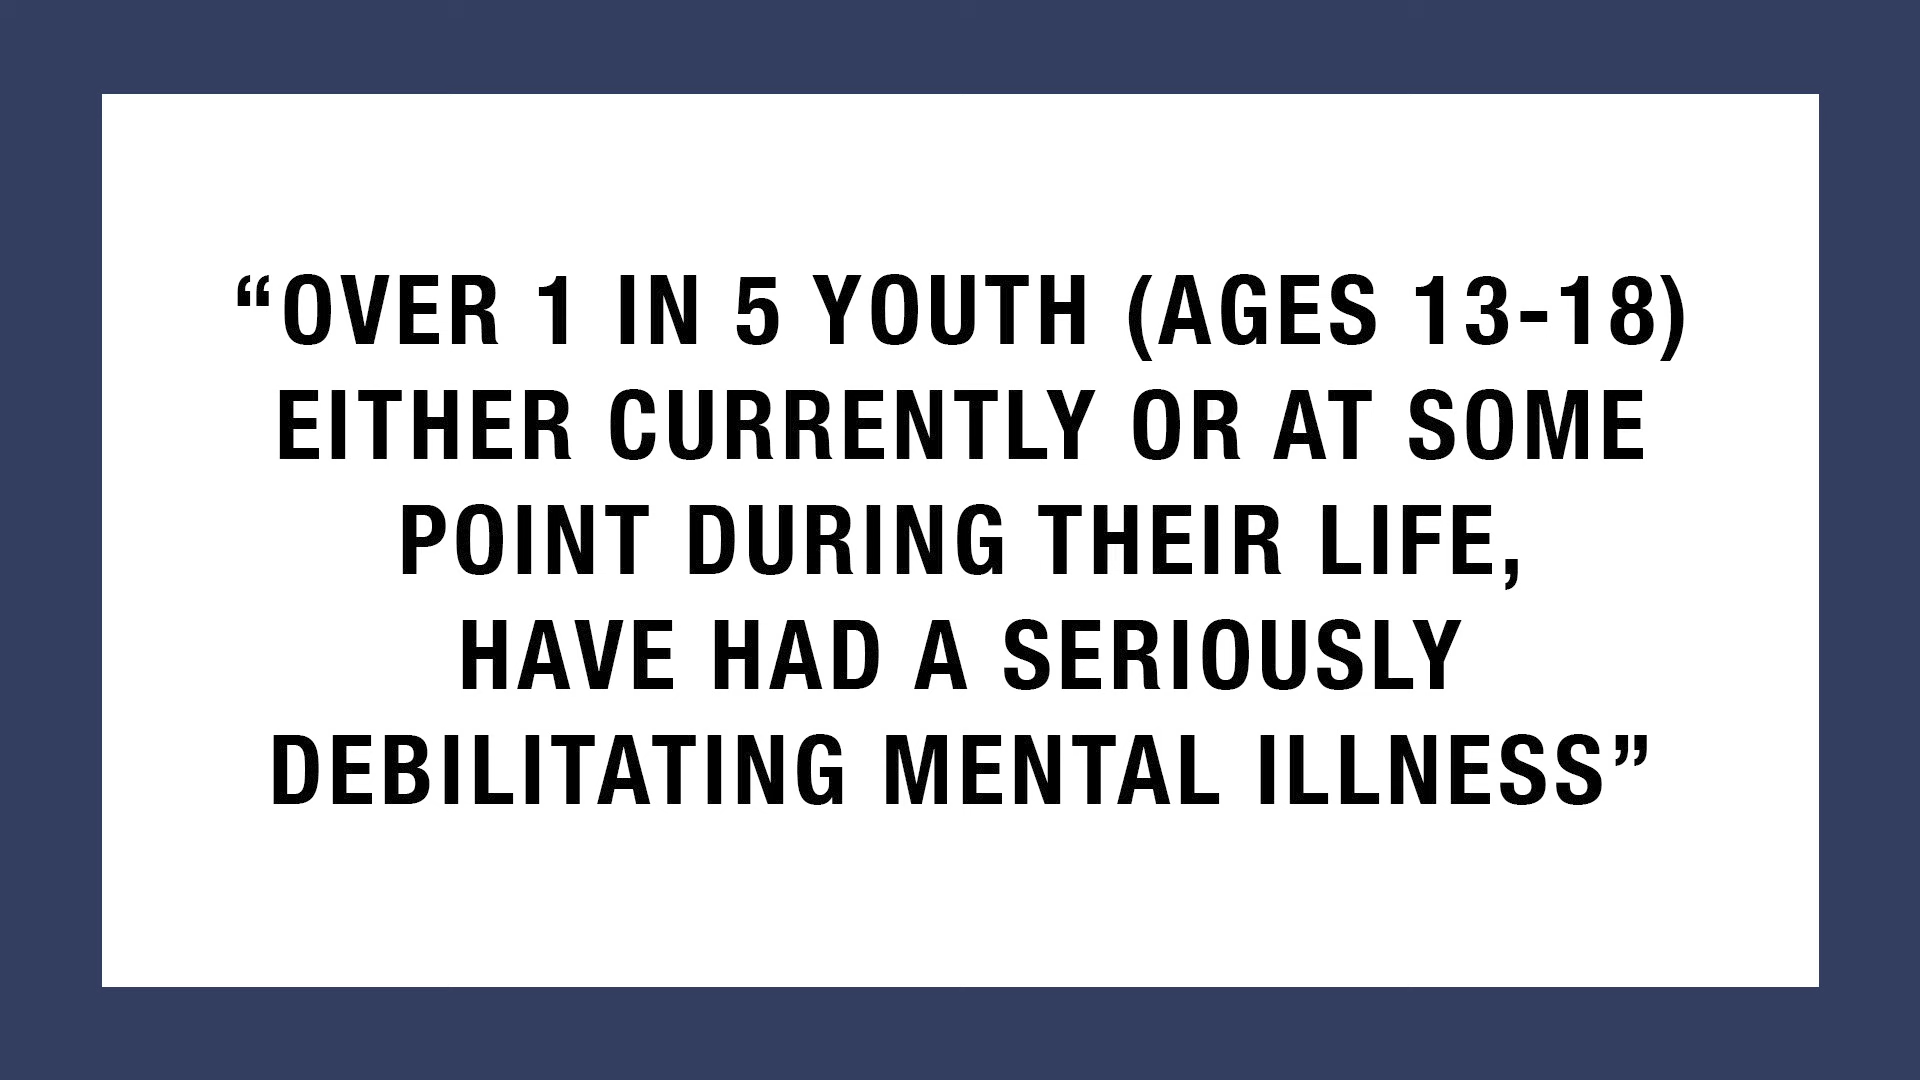 “OVER 1 IN 5 YOUTH (AGES 13-18)
EITHER CURRENTLY OR AT SOME
POINT DURING THEIR LIFE,
HAVE HAD A SERIOUSLY
DEBILITATING MENTAL ILLNESS”